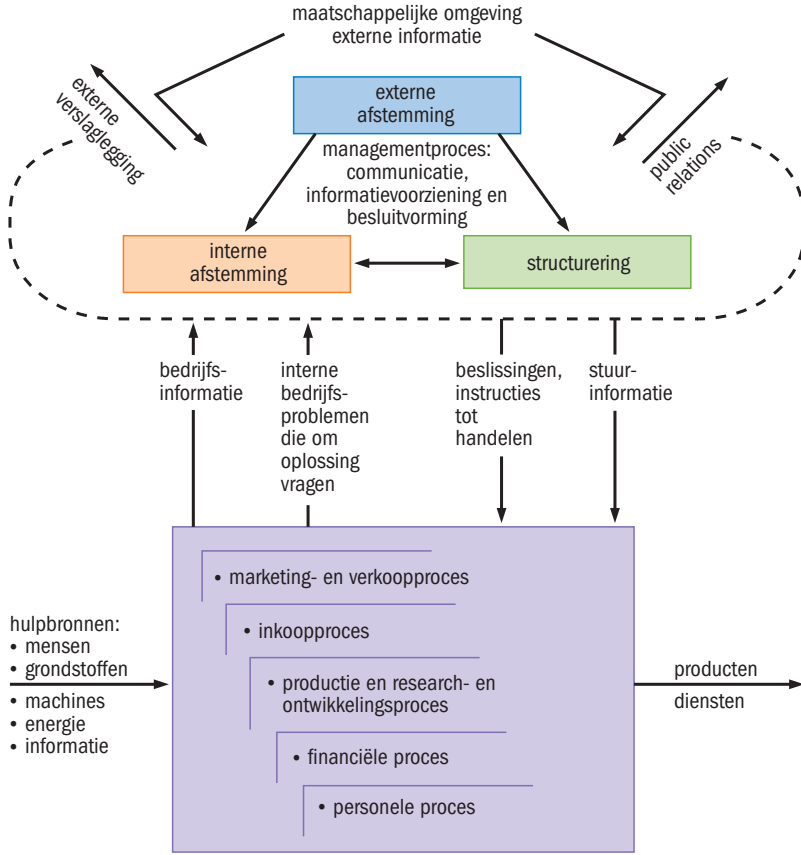 maatschappelijke omgeving
externe informatie
externe
verslaglegging
externe
afstemming
public
relations
managementproces:
communicatie,
informatievoorziening en
besluitvorming
interne
afstemming
structurering
bedrijfs-
informatie
interne
bedrijfs-
problemen
die om
oplossing
vragen
beslissingen,
instructies
tot
handelen
stuur-
informatie
hulpbronnen:
• mensen
• grondstoffen
• machines
• energie
• informatie
• marketing- en verkoopproces
• inkoopproces
• productie en research- en
ontwikkelingsproces
• financiële proces
• personele proces
producten
diensten